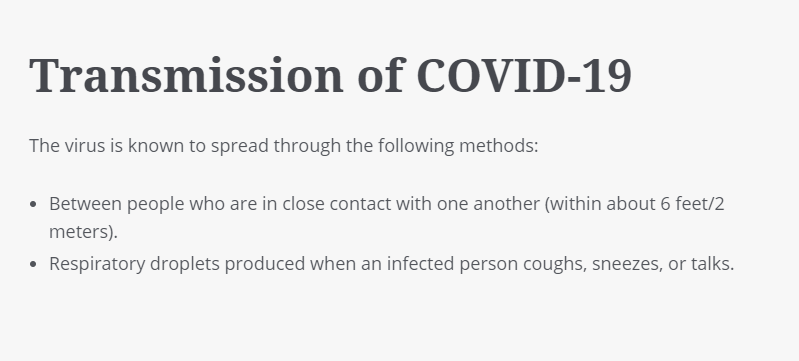 Transmission of COVID-19
The virus is known to spread through the following methods:
• Between people who are in close contact with one another (within about 6 feet/2
meters).
• Respiratory droplets produced when an infected person coughs, sneezes, or talks.